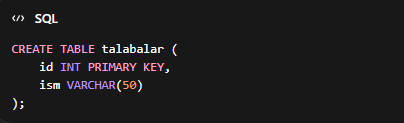 </> SQL
CREATE TABLE talabalar (
    id INT PRIMARY KEY,
    ism VARCHAR(50)
);